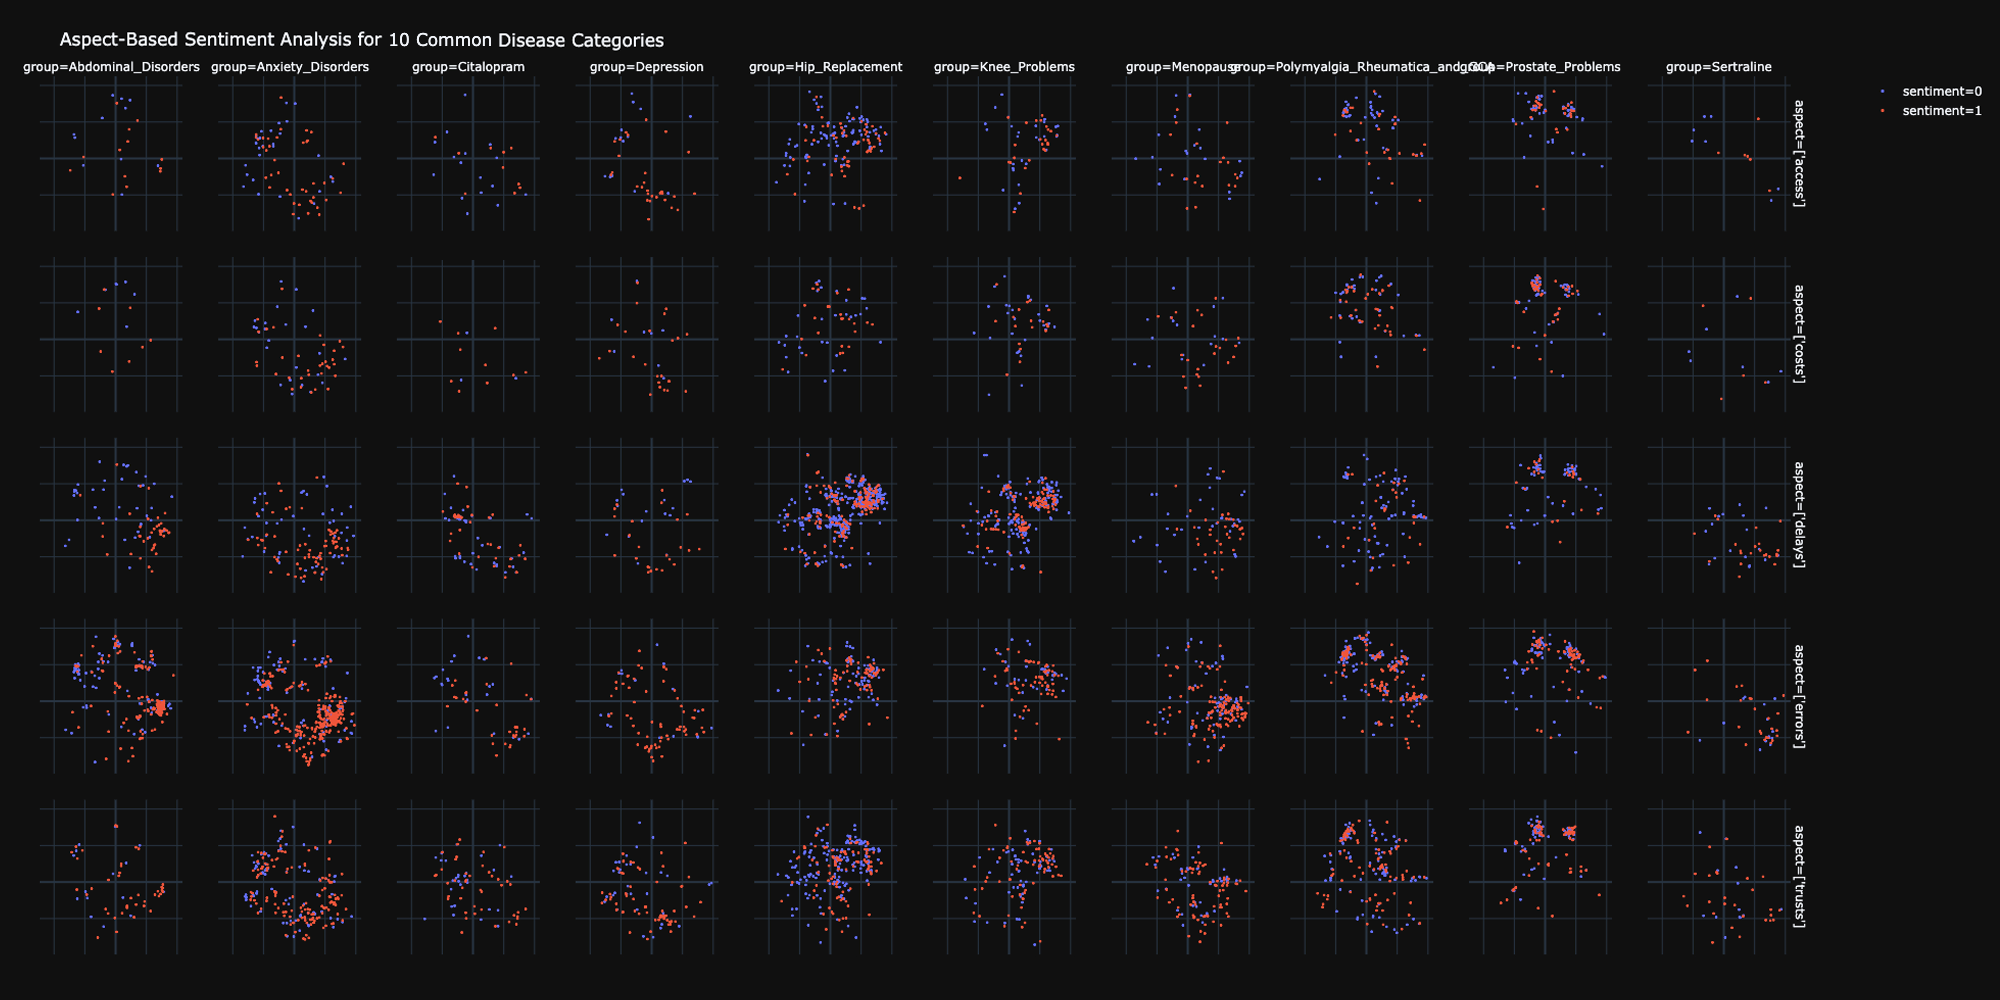 Aspect-Based Sentiment Analysis for 10 Common Disease Categories
group=Abdominal_Disorders
group=Anxiety_Disorders
group=Citalopram
group=Depression
group=Hip_Replacement
group=Knee_Problems
group=Menopause
group=Polymyalgia_Rheumatica_and_GCA
group=Prostate_Problems
group=Sertraline
sentiment=0
sentiment=1
aspect=['access']
aspect=['costs']
aspect=['delays']
aspect=['errors']
aspect=['trusts']